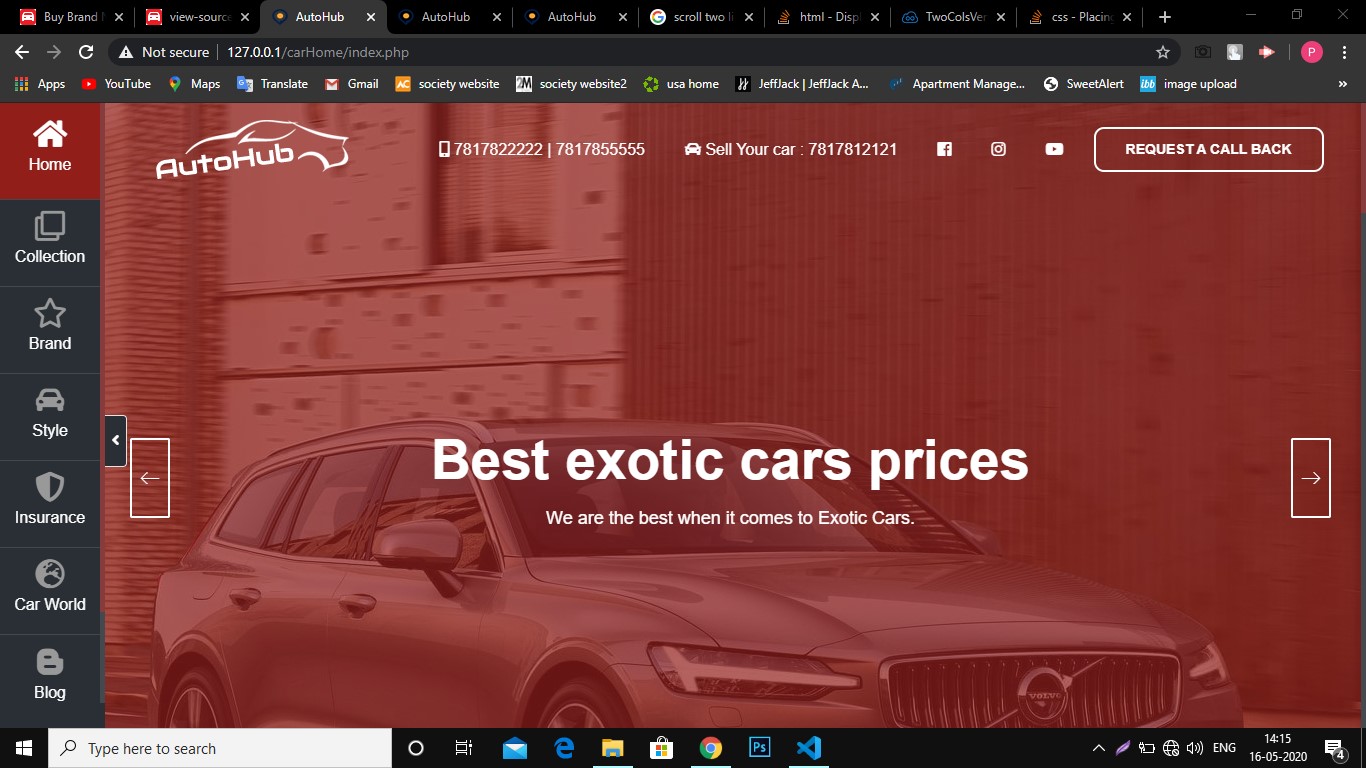 Buy Brand N
view-source
AutoHub
AutoHub
AutoHub
scroll two li
html - Displ
TwoColsVer
css - Placing
Not secure | 127.0.0.1/carHome/index.php
P
Apps YouTube Maps Translate Gmail society website society website2 usa home JeffJack | JeffJack A... Apartment Manage... SweetAlert ibb image upload »
AutoHub
7817822222 | 7817855555 Sell Your car : 7817812121 REQUEST A CALL BACK
Home
Collection
Brand
Style
Insurance
Car World
Blog
Best exotic cars prices
We are the best when it comes to Exotic Cars.
VOLVO
Type here to search
Ps
ENG
14:15
16-05-2020
4